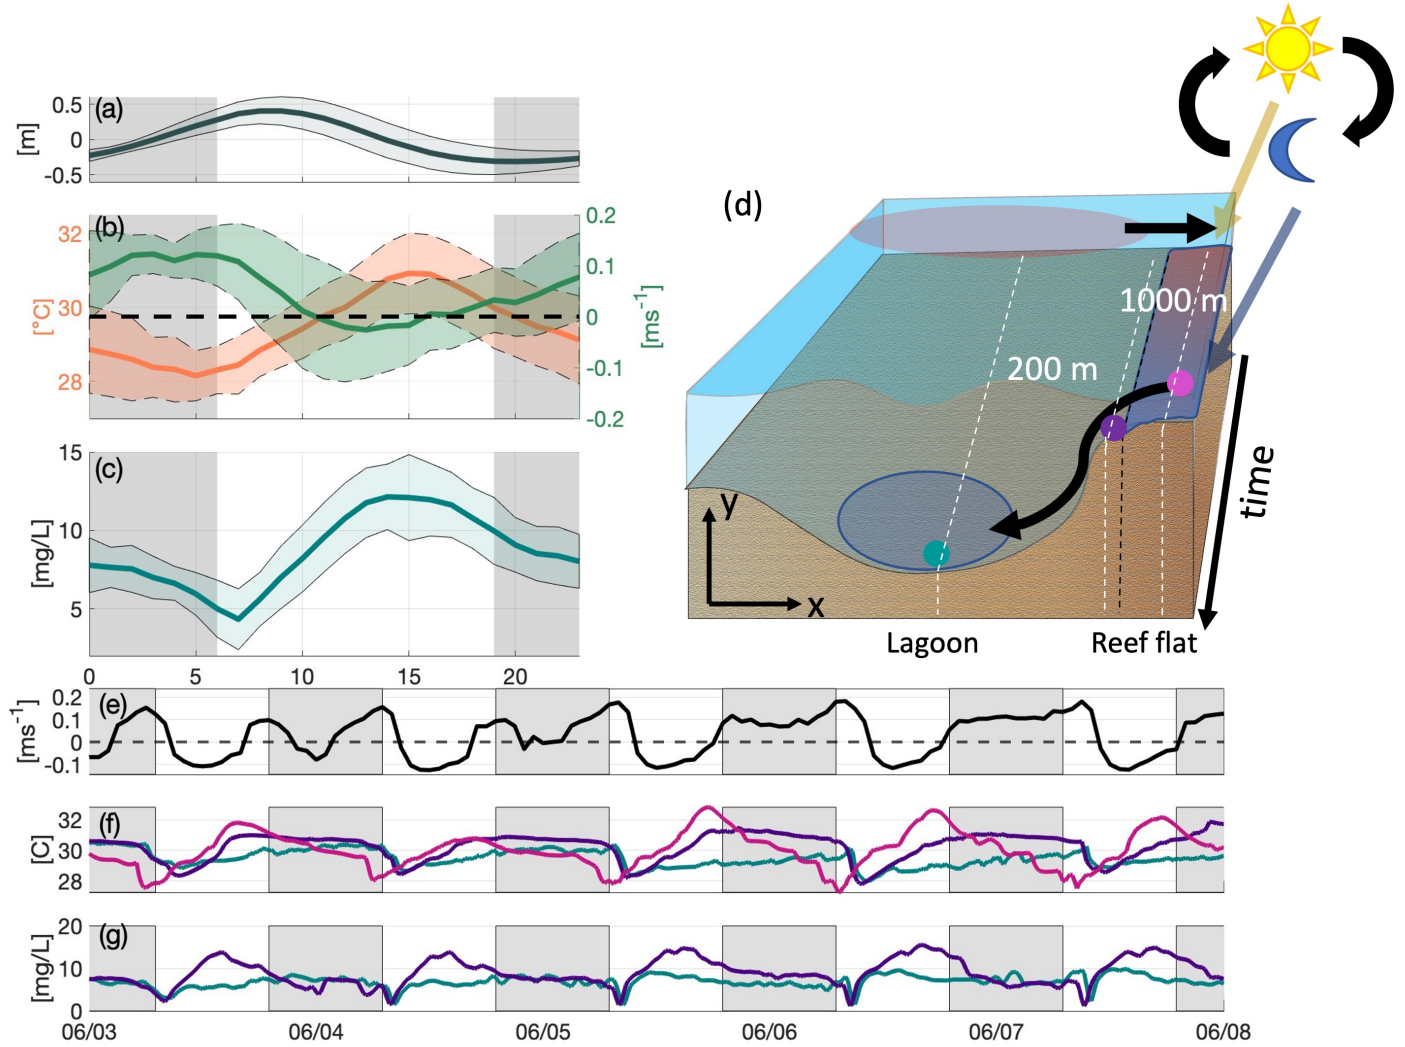 (a)
[m]
0.5
0
-0.5
(b)
[°C]
32
30
28
0.2
0.1
0
-0.1
-0.2
[ms⁻¹]
(c)
[mg/L]
15
10
5
0 5 10 15 20
(d)
1000 m
200 m
y
x
time
Lagoon Reef flat
(e)
[ms⁻¹]
0.2
0.1
0
-0.1
(f)
[C]
32
30
28
(g)
[mg/L]
20
10
0
06/03 06/04 06/05 06/06 06/07 06/08